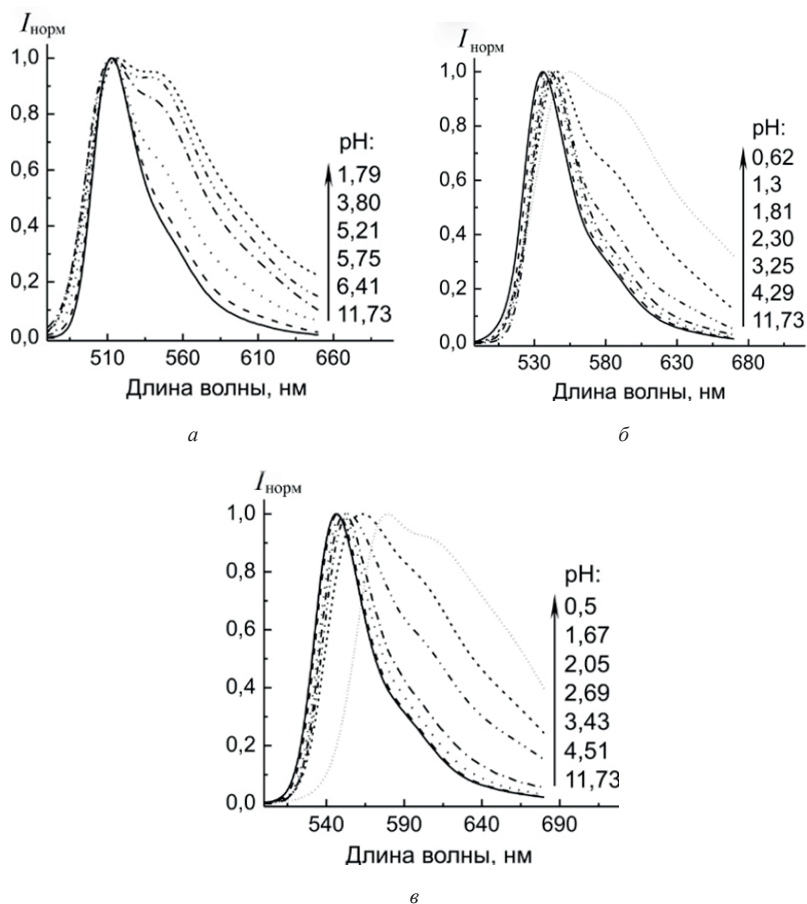 Iнорм
1,0
0,8
0,6
0,4
0,2
0,0
510 560 610 660
Длина волны, нм
pH:
1,79
3,80
5,21
5,75
6,41
11,73
а
Iнорм
1,0
0,8
0,6
0,4
0,2
0,0
530 580 630 680
Длина волны, нм
pH:
0,62
1,3
1,81
2,30
3,25
4,29
11,73
б
Iнорм
1,0
0,8
0,6
0,4
0,2
0,0
540 590 640 690
Длина волны, нм
pH:
0,5
1,67
2,05
2,69
3,43
4,51
11,73
в